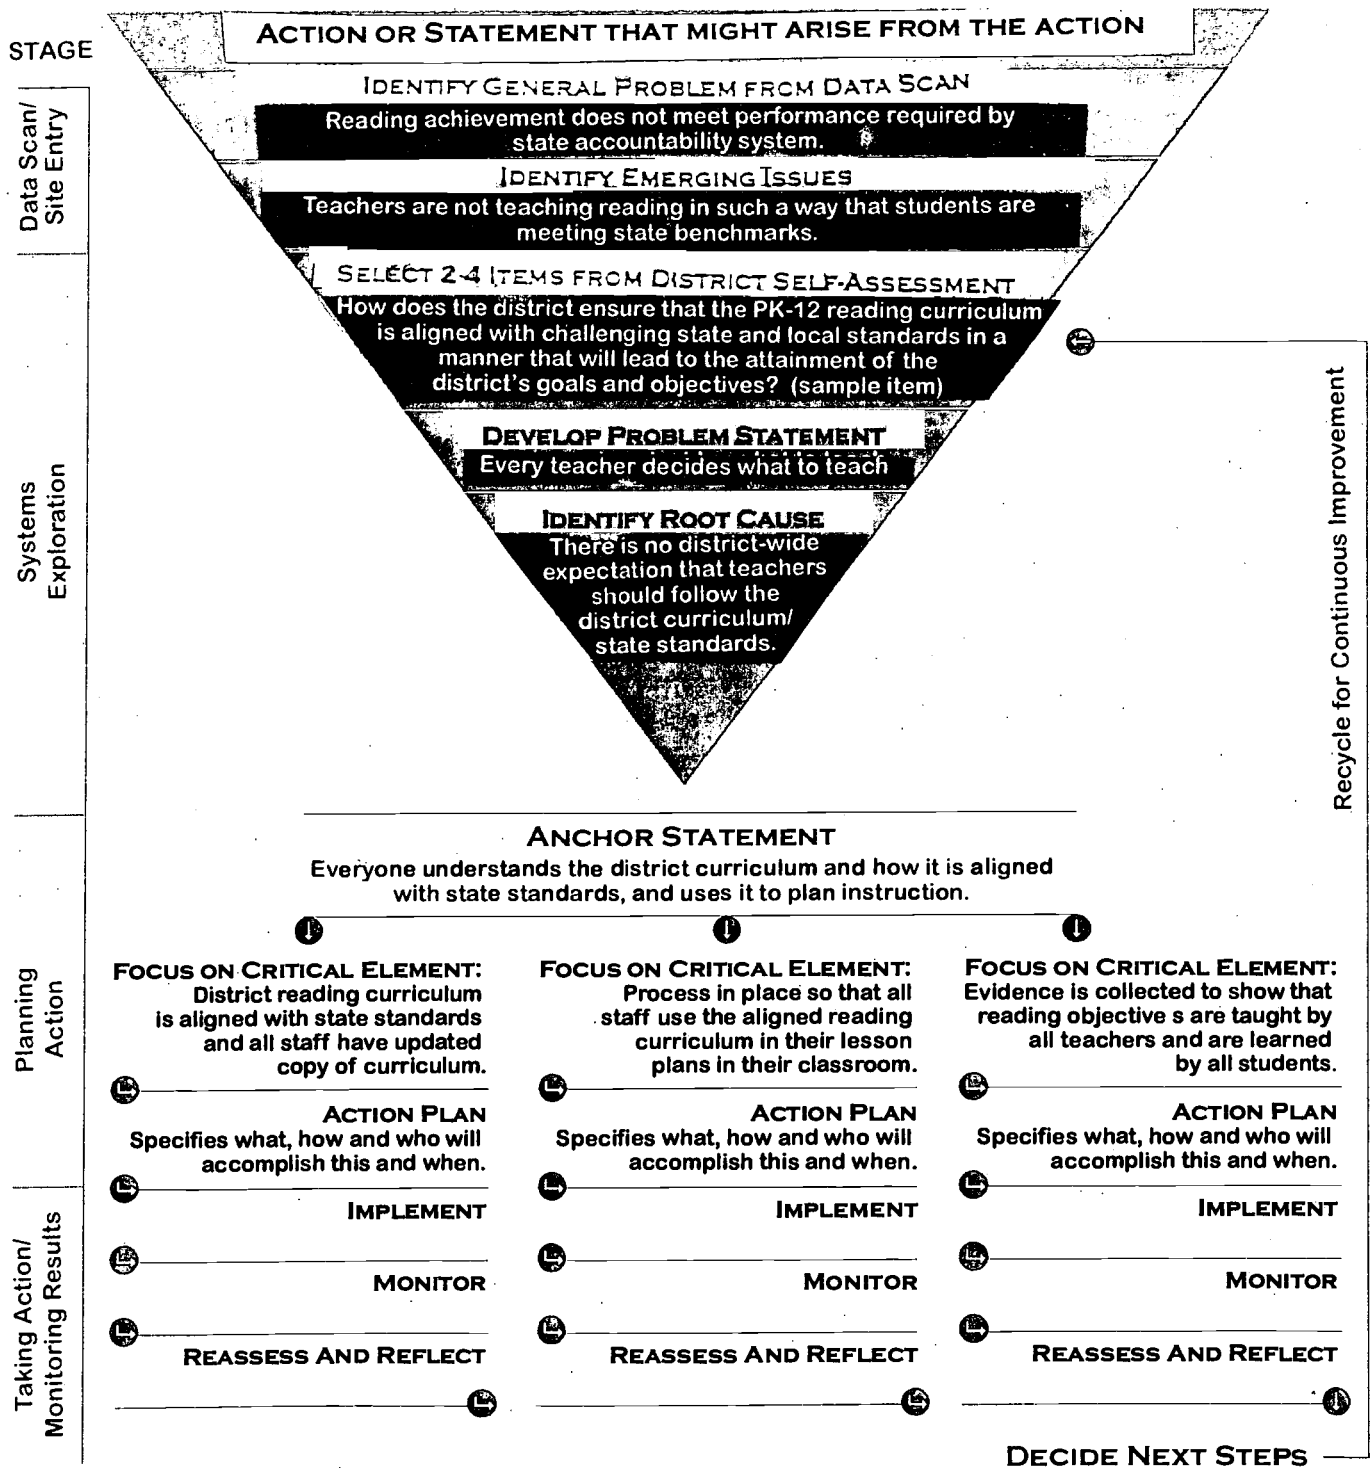 STAGE
ACTION OR STATEMENT THAT MIGHT ARISE FROM THE ACTION
Data Scan/
Site Entry
IDENTIFY GENERAL PROBLEM FROM DATA SCAN
Reading achievement does not meet performance required by
state accountability system.
IDENTIFY EMERGING ISSUES
Teachers are not teaching reading in such a way that students are
meeting state benchmarks.
Systems
Exploration
SELECT 2-4 ITEMS FROM DISTRICT SELF-ASSESSMENT
How does the district ensure that the PK-12 reading curriculum
is aligned with challenging state and local standards in a
manner that will lead to the attainment of the
district's goals and objectives? (sample item)
DEVELOP PROBLEM STATEMENT
Every teacher decides what to teach
IDENTIFY ROOT CAUSE
There is no district-wide
expectation that teachers
should follow the
district curriculum/
state standards.
Recycle for Continuous Improvement
Planning
Action
ANCHOR STATEMENT
Everyone understands the district curriculum and how it is aligned
with state standards, and uses it to plan instruction.
FOCUS ON CRITICAL ELEMENT:
District reading curriculum
is aligned with state standards
and all staff have updated
copy of curriculum.
ACTION PLAN
Specifies what, how and who will
accomplish this and when.
FOCUS ON CRITICAL ELEMENT:
Process in place so that all
staff use the aligned reading
curriculum in their lesson
plans in their classroom.
ACTION PLAN
Specifies what, how and who will
accomplish this and when.
FOCUS ON CRITICAL ELEMENT:
Evidence is collected to show that
reading objective s are taught by
all teachers and are learned
by all students.
ACTION PLAN
Specifies what, how and who will
accomplish this and when.
Taking Action/
Monitoring Results
IMPLEMENT
MONITOR
REASSESS AND REFLECT
IMPLEMENT
MONITOR
REASSESS AND REFLECT
IMPLEMENT
MONITOR
REASSESS AND REFLECT
DECIDE NEXT STEPS